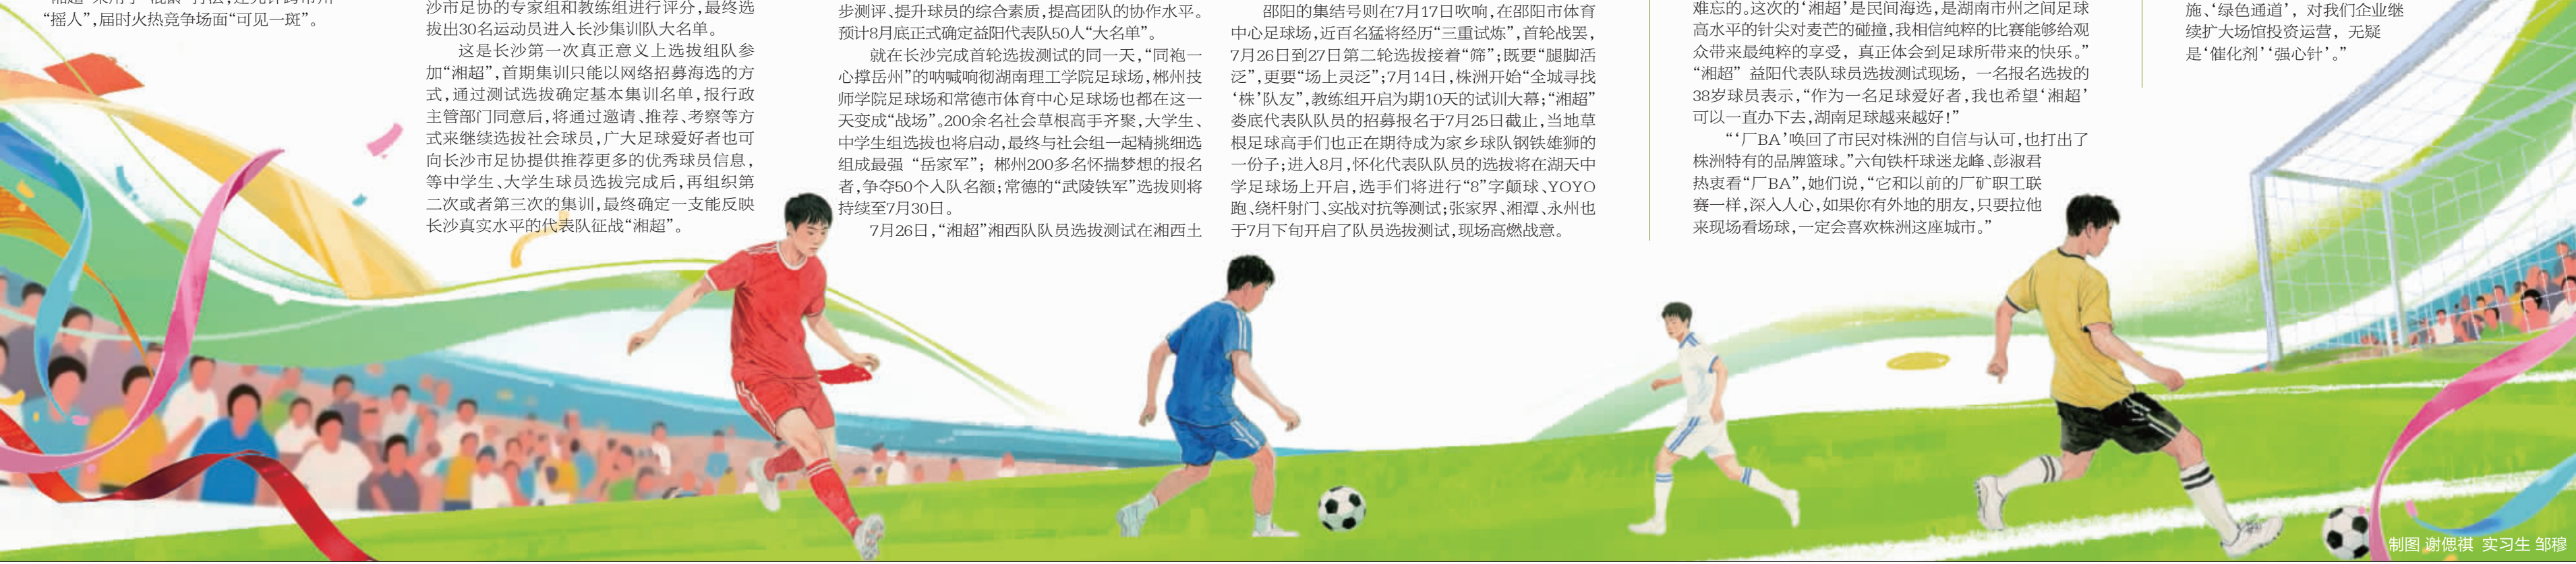 “摇人”,届时火热竞争场面“可见一斑”。
沙市足协的专家组和教练组进行评分,最终选
拔出30名运动员进入长沙集训队大名单。
这是长沙第一次真正意义上选拔组队参
加“湘超”,首期集训只能以网络招募海选的方
式,通过测试选拔确定基本集训名单,报行政
主管部门同意后,将通过邀请、推荐、考察等方
式来继续选拔社会球员,广大足球爱好者也可
向长沙市足协提供推荐更多的优秀球员信息,
等中学生、大学生球员选拔完成后,再组织第
二次或者第三次的集训,最终确定一支能反映
长沙真实水平的代表队征战“湘超”。
步测评、提升球员的综合素质,提高团队的协作水平。
预计8月底正式确定益阳代表队50人“大名单”。
就在长沙完成首轮选拔测试的同一天,“同袍一
心撑岳州”的呐喊响彻湖南理工学院足球场,郴州技
师学院足球场和常德市体育中心足球场也都在这一
天变成“战场”。200余名社会草根高手齐聚,大学生、
中学生组选拔也将启动,最终与社会组一起精挑细选
组成最强“岳家军”;郴州200多名怀揣梦想的报名
者,争夺50个入队名额;常德的“武陵铁军”选拔则将
持续至7月30日。
7月26日,“湘超”湘西队队员选拔测试在湘西土
邵阳的集结号则在7月17日吹响,在邵阳市体育
中心足球场,近百名猛将经历“三重试炼”,首轮战罢,
7月26日到27日第二轮选拔接着“筛”;既要“腿脚活
泛”,更要“场上灵泛”;7月14日,株洲开始“全城寻找
‘株’队友”,教练组开启为期10天的试训大幕;“湘超”
娄底代表队队员的招募报名于7月25日截止,当地草
根足球高手们也正在期待成为家乡球队钢铁雄狮的
一份子;进入8月,怀化代表队队员的选拔将在湖天中
学足球场上开启,选手们将进行“8”字颠球、YOYO
跑、绕杆射门、实战对抗等测试;张家界、湘潭、永州也
于7月下旬开启了队员选拔测试,现场高燃战意。
难忘的。这次的‘湘超’是民间海选,是湖南市州之间足球
高水平的针尖对麦芒的碰撞,我相信纯粹的比赛能够给观
众带来最纯粹的享受,真正体会到足球所带来的快乐。”
“湘超”益阳代表队球员选拔测试现场,一名报名选拔的
38岁球员表示,“作为一名足球爱好者,我也希望‘湘超’
可以一直办下去,湖南足球越来越好!”
“‘厂BA’唤回了市民对株洲的自信与认可,也打出了
株洲特有的品牌篮球。”六旬铁杆球迷龙峰、彭淑君
热衷看“厂BA”,她们说,“它和以前的厂矿职工联
赛一样,深入人心,如果你有外地的朋友,只要拉他
来现场看场球,一定会喜欢株洲这座城市。”
施、‘绿色通道’,对我们企业继
续扩大场馆投资运营,无疑
是‘催化剂’‘强心针’。”
制图 谢偲祺 实习生 邹穆